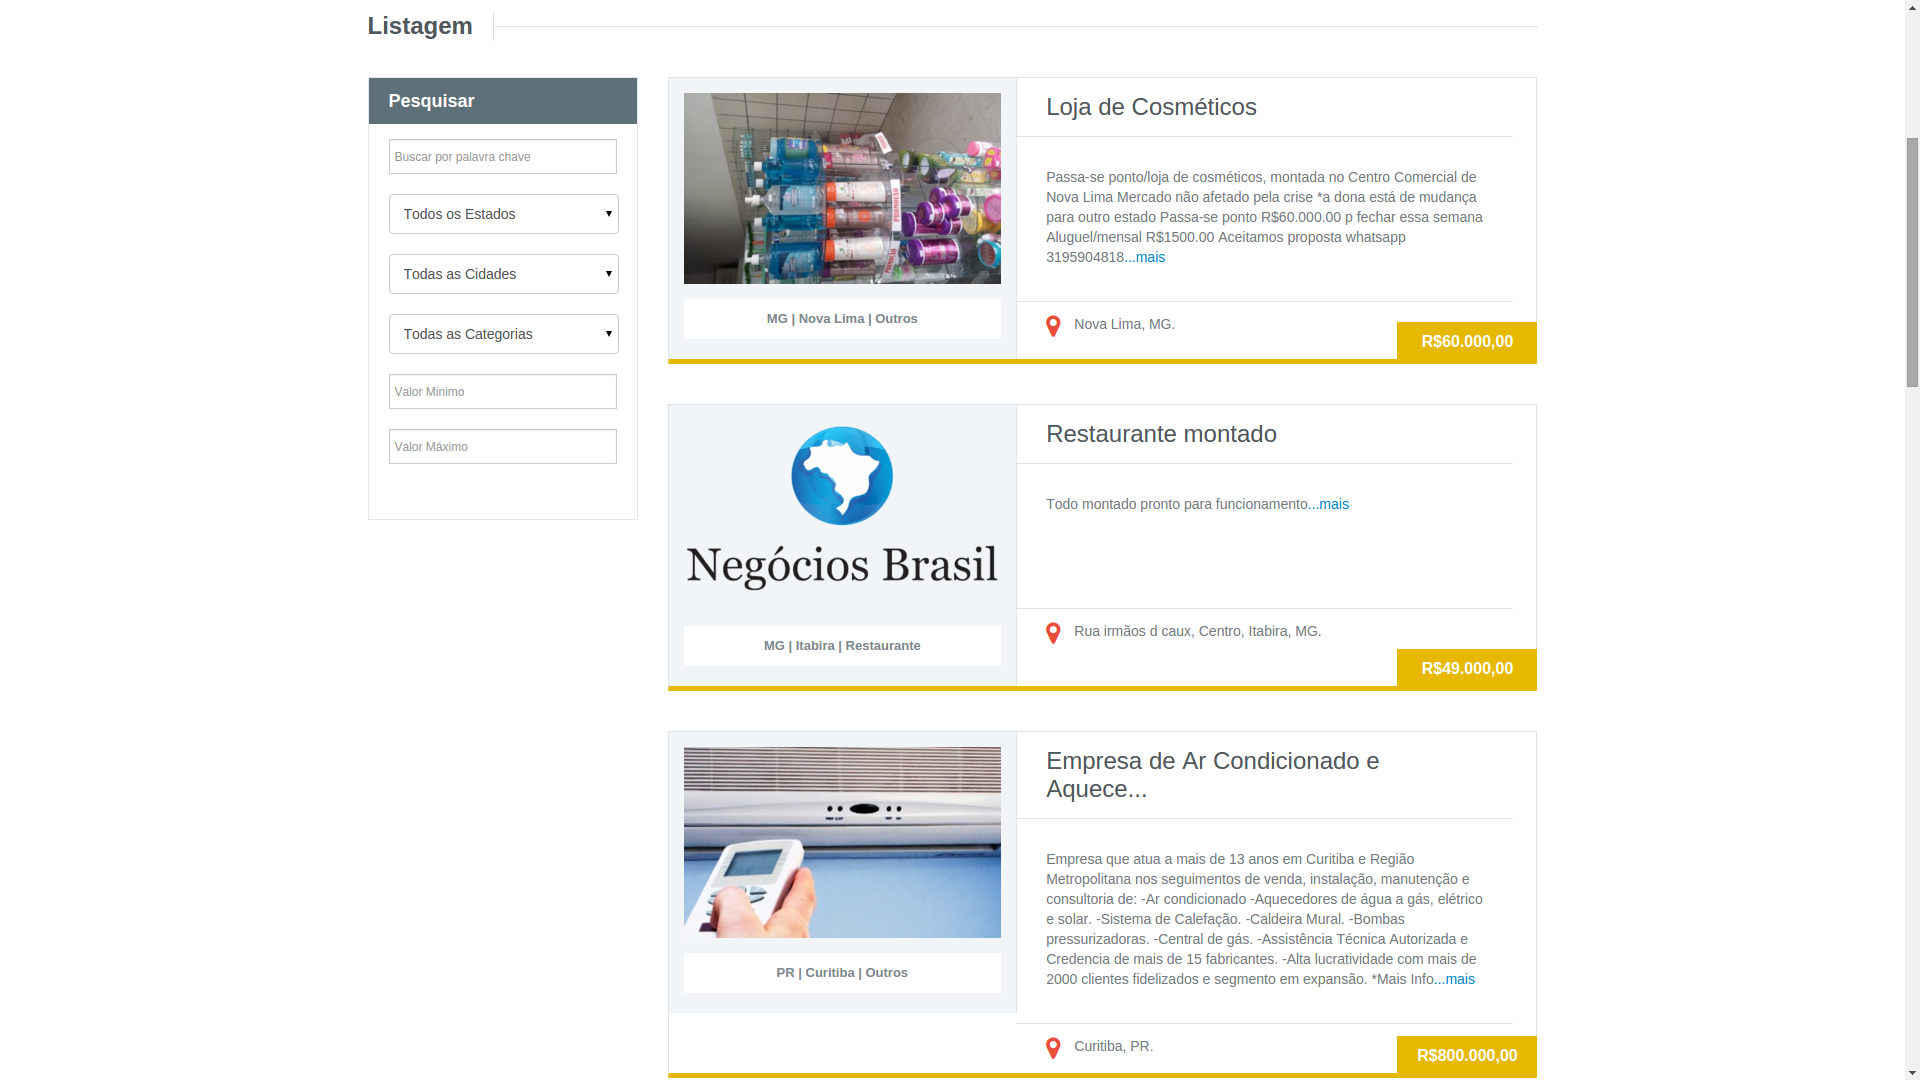 Listagem
Pesquisar
Buscar por palavra chave
Todos os Estados
Todas as Cidades
Todas as Categorias
Valor Minimo
Valor Máximo
MG | Nova Lima | Outros
Loja de Cosméticos
Passa-se ponto/loja de cosméticos, montada no Centro Comercial de
Nova Lima Mercado não afetado pela crise *a dona está de mudança
para outro estado Passa-se ponto R$60.000.00 p fechar essa semana
Aluguel/mensal R$1500.00 Aceitamos proposta whatsapp
3195904818...mais
Nova Lima, MG.
R$60.000,00
Negócios Brasil
MG | Itabira | Restaurante
Restaurante montado
Todo montado pronto para funcionamento...mais
Rua irmãos d caux, Centro, Itabira, MG.
R$49.000,00
PR | Curitiba | Outros
Empresa de Ar Condicionado e
Aquece...
Empresa que atua a mais de 13 anos em Curitiba e Região
Metropolitana nos seguimentos de venda, instalação, manutenção e
consultoria de: -Ar condicionado -Aquecedores de água a gás, elétrico
e solar. -Sistema de Calefação. -Caldeira Mural. -Bombas
pressurizadoras. -Central de gás. -Assistência Técnica Autorizada e
Credencia de mais de 15 fabricantes. -Alta lucratividade com mais de
2000 clientes fidelizados e segmento em expansão. *Mais Info...mais
Curitiba, PR.
R$800.000,00